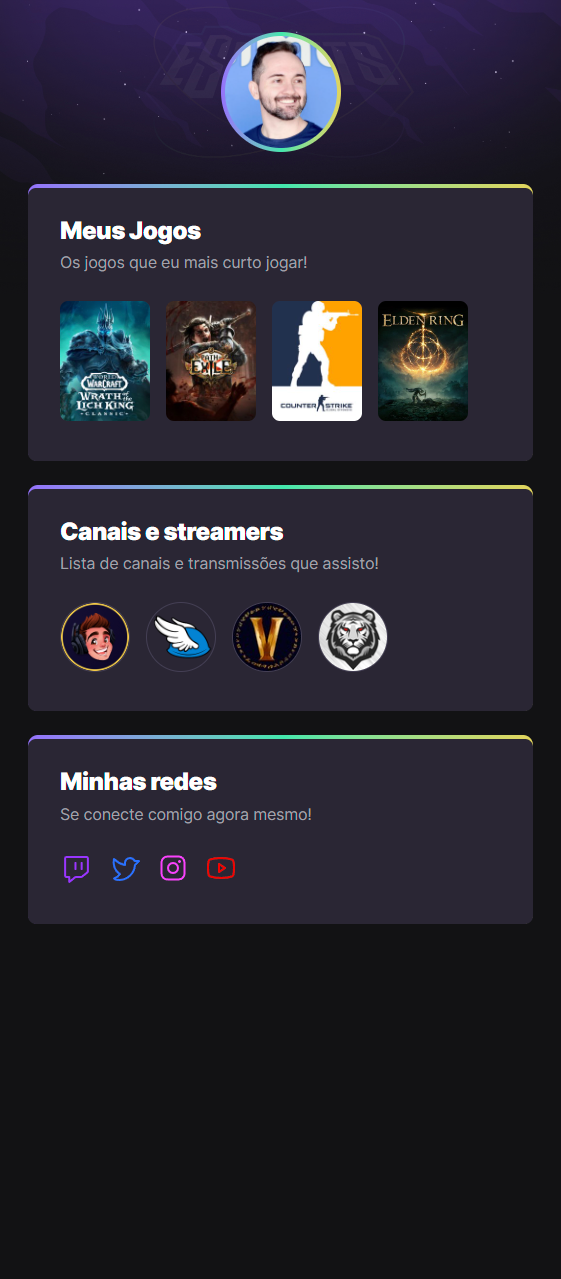 ESPORTS
Meus Jogos
Os jogos que eu mais curto jogar!
WORLD
WARCRAFT
WRATH of the
LICH KING
CLASSIC
PATH
EXILE
COUNTER STRIKE
ELDEN RING
Canais e streamers
Lista de canais e transmissões que assisto!
Minhas redes
Se conecte comigo agora mesmo!